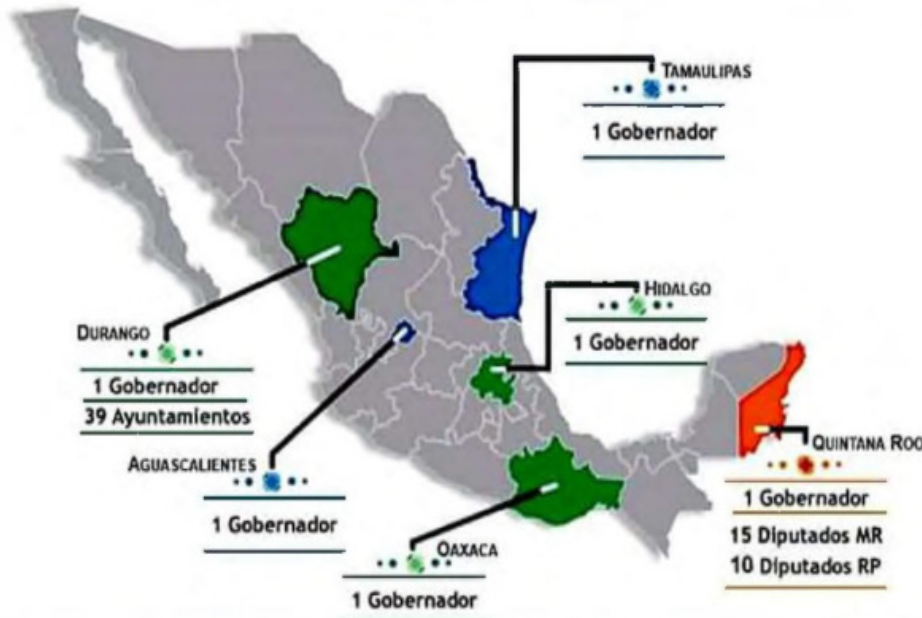 TAMAULIPAS
1 Gobernador
HIDALGO
1 Gobernador
DURANGO
1 Gobernador
39 Ayuntamientos
AGUASCALIENTES
1 Gobernador
OAXACA
1 Gobernador
QUINTANA ROO
1 Gobernador
15 Diputados MR
10 Diputados RP